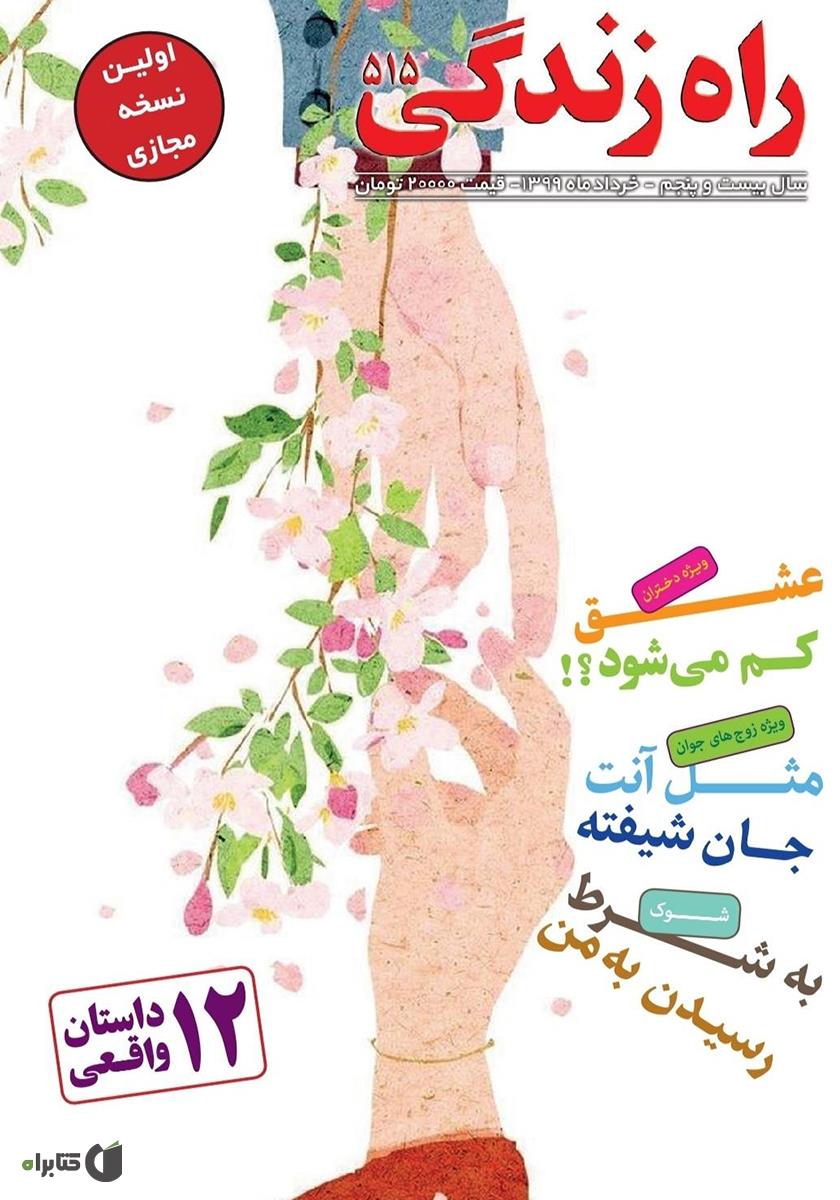 راه زندگی
۵۱۵
سال بیست و پنجم - خردادماه ۱۳۹۹- قیمت ۲۰۰۰۰ تومان
اولین
نسخه
مجازی
ویژه دختران
عشق
کم می‌شود؟!
ویژه زوج‌های جوان
مثل آنت
جان شیفته
شوک
به شرط
رسیدن به من
۱۲ داستان
واقعی
کتابراه